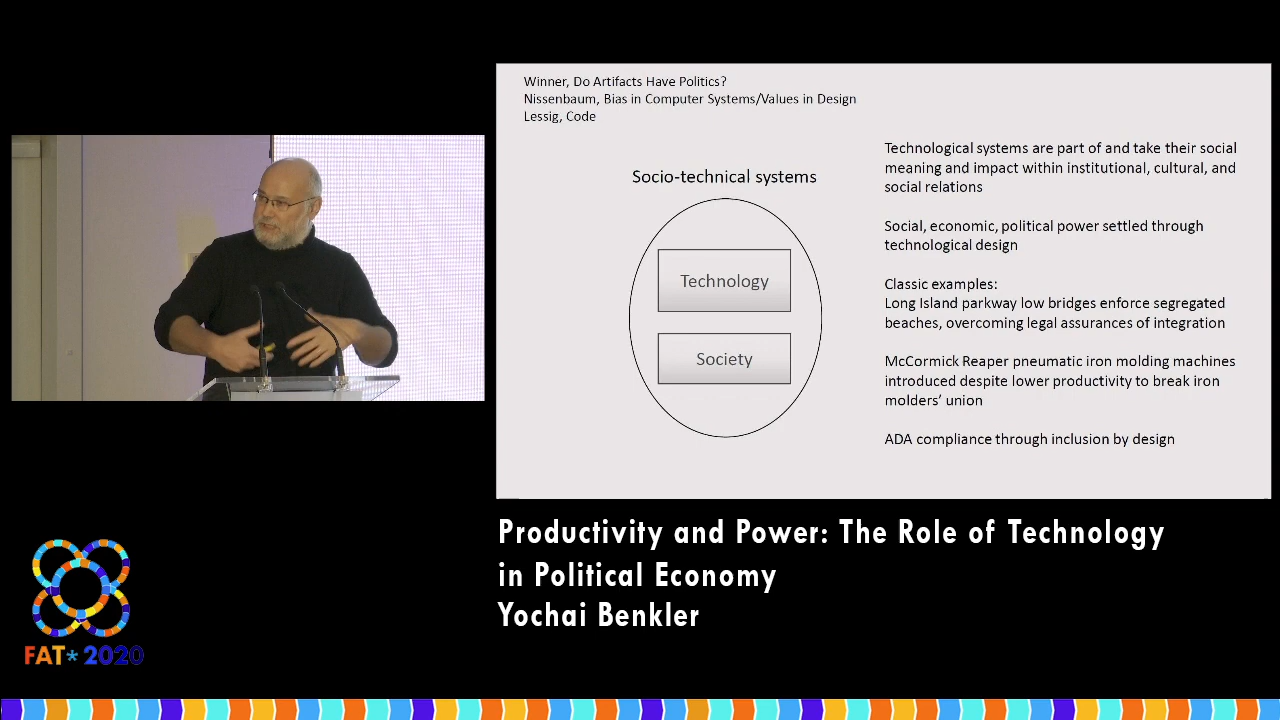 Winner, Do Artifacts Have Politics?
Nissenbaum, Bias in Computer Systems/Values in Design
Lessig, Code
Socio-technical systems
Technology
Society
Technological systems are part of and take their social
meaning and impact within institutional, cultural, and
social relations
Social, economic, political power settled through
technological design
Classic examples:
Long Island parkway low bridges enforce segregated
beaches, overcoming legal assurances of integration
McCormick Reaper pneumatic iron molding machines
introduced despite lower productivity to break iron
molders’ union
ADA compliance through inclusion by design
Productivity and Power: The Role of Technology
in Political Economy
Yochai Benkler
FAT* 2020